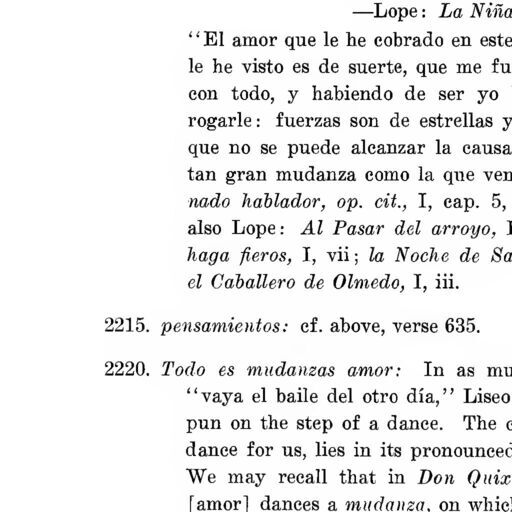 —Lope: La Niña
"El amor que le he cobrado en este
le he visto es de suerte, que me fu
con todo, y habiendo de ser yo
rogarle: fuerzas son de estrellas y
que no se puede alcanzar la causa
tan gran mudanza como la que ven
nado hablador, op. cit., I, cap. 5,
also Lope: Al Pasar del arroyo,
haga fieros, I, vii; la Noche de Sa
el Caballero de Olmedo, I, iii.
2215. pensamientos: cf. above, verse 635.
2220. Todo es mudanzas amor: In as mu
"vaya el baile del otro día," Liseo
pun on the step of a dance. The c
dance for us, lies in its pronounced
We may recall that in Don Quix
[amor] dances a mudanza, on which